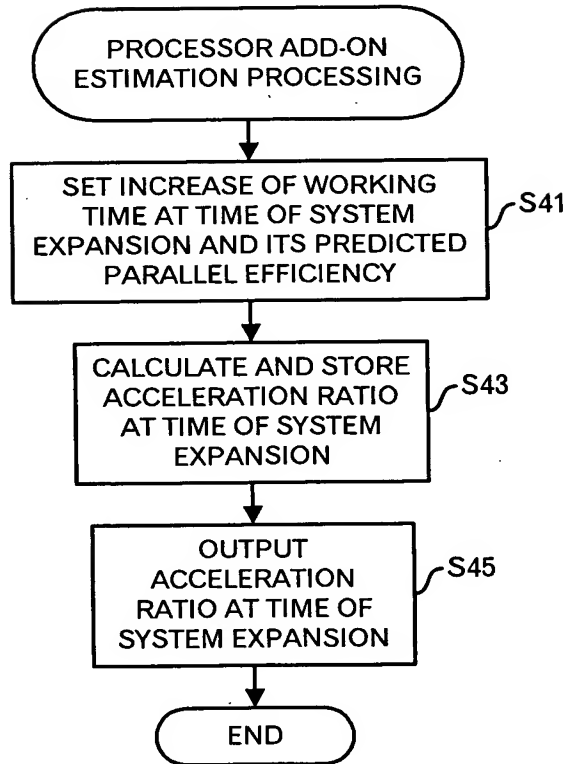 PROCESSOR ADD-ON
ESTIMATION PROCESSING
SET INCREASE OF WORKING
TIME AT TIME OF SYSTEM
EXPANSION AND ITS PREDICTED
PARALLEL EFFICIENCY
S41
CALCULATE AND STORE
ACCELERATION RATIO
AT TIME OF SYSTEM
EXPANSION
S43
OUTPUT
ACCELERATION
RATIO AT TIME OF
SYSTEM EXPANSION
S45
END